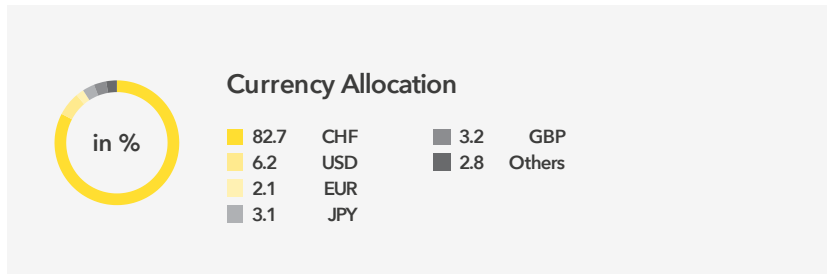 Currency Allocation
in %
82.7 CHF
6.2 USD
2.1 EUR
3.1 JPY
3.2 GBP
2.8 Others